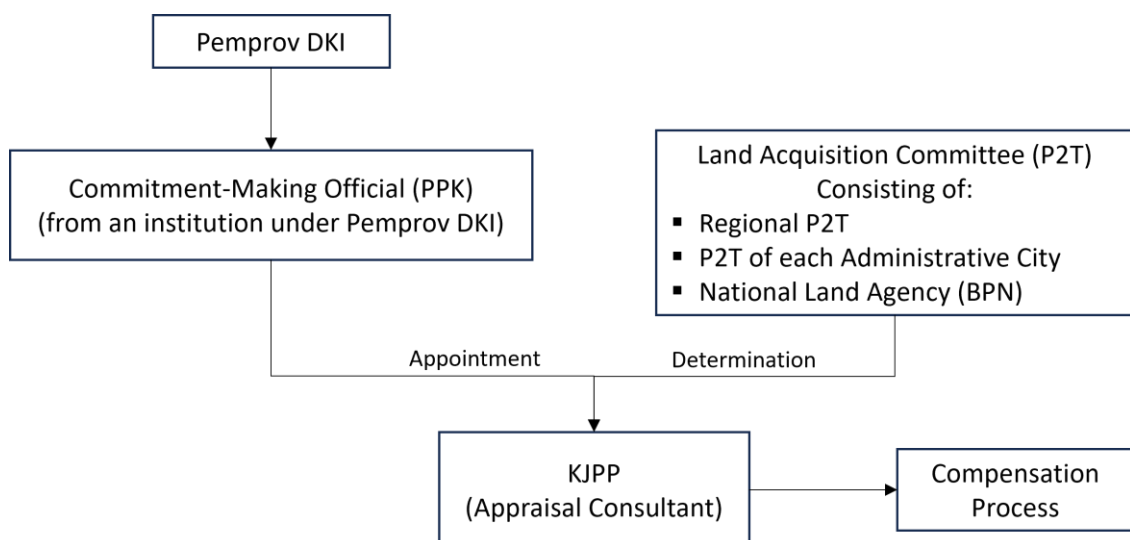 Pemprov DKI
Commitment-Making Official (PPK)
(from an institution under Pemprov DKI)
Land Acquisition Committee (P2T)
Consisting of:
▪ Regional P2T
▪ P2T of each Administrative City
▪ National Land Agency (BPN)
Appointment
Determination
KJPP
(Appraisal Consultant)
Compensation
Process